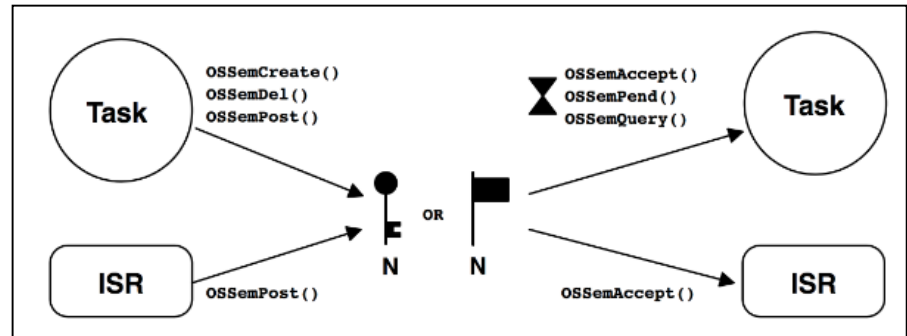 Task
OSSemCreate()
OSSemDel()
OSSemPost()
OSSemAccept()
OSSemPend()
OSSemQuery()
Task
OR
N
N
ISR
OSSemPost()
OSSemAccept()
ISR